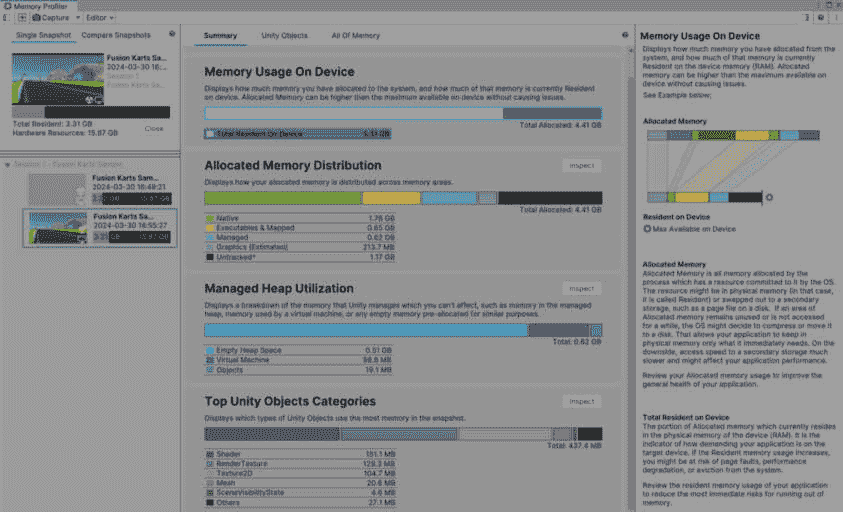 Memory Profiler
Capture
Editor
Single Snapshot
Compare Snapshots
Fusion Karts Sa...
2024-03-30 16:
Session 1
Fusion Karts Sa...
Total Resident: 3.31 GB
Hardware Resources: 15.87 GB
Close
Session 1 - Fusion Karts Sample
Fusion Karts Sam...
2024-03-30 16:49:21
Fusion Karts Sa...
2024-03-30 16:55:27
Summary
Unity Objects
All Of Memory
Memory Usage On Device
Displays how much memory you have allocated to the system, and how much of that memory is currently Resident
on device. Allocated Memory can be higher than the maximum available on device without causing issues.
Total Allocated: 4.41 GB
Total Resident On Device
Allocated Memory Distribution
Inspect
Displays how your allocated memory is distributed across memory areas.
Total Allocated: 4.41 GB
Native 1.76 GB
Executables & Mapped 0.65 GB
Managed 0.62 GB
Graphics (Estimated) 213.7 MB
Untracked* 1.17 GB
Managed Heap Utilization
Inspect
Displays a breakdown of the memory that Unity manages which you can't affect, such as memory in the managed
heap, memory used by a virtual machine, or any empty memory pre-allocated for similar purposes.
Total: 0.62 GB
Empty Heap Space 0.51 GB
Virtual Machine 98.6 MB
Objects 19.1 MB
Top Unity Objects Categories
Inspect
Displays which types of Unity Objects use the most memory in the snapshot.
Total: 437.4 MB
Shader 151.1 MB
RenderTexture 129.3 MB
Texture2D 104.7 MB
Mesh 20.6 MB
SceneVisibilityState 4.6 MB
Others 27.1 MB
Memory Usage On Device
Displays how much memory you have allocated from the
system, and how much of that memory is currently
Resident on the device memory (RAM). Allocated
memory can be higher than the maximum available on
device without causing issues.
See Example below:
Allocated Memory
Resident on Device
Max Available on Device
Allocated Memory
Allocated Memory is all memory allocated by the
process which has a resource committed to it by the OS.
The resource might be in physical memory (in that case,
it is called Resident) or swapped out to a secondary
storage, such as a page file on a disk. If an area of
Allocated memory remains unused or is not accessed
for a while, the OS might decide to compress or move it
to a disk. That allows your application to keep in
physical memory only what it immediately needs. On the
downside, access speed to a secondary storage much
slower and might affect your application performance.
Review your Allocated memory usage to improve the
general health of your application.
Total Resident on Device
The portion of Allocated memory which currently resides
in the physical memory of the device (RAM). It is the
indicator of how demanding your application is on the
target device. If the Resident memory usage increases,
you might be at risk of page faults, performance
degradation, or eviction from the system.
Review the resident memory usage of your application
to reduce the most immediate risks for running out of
memory.